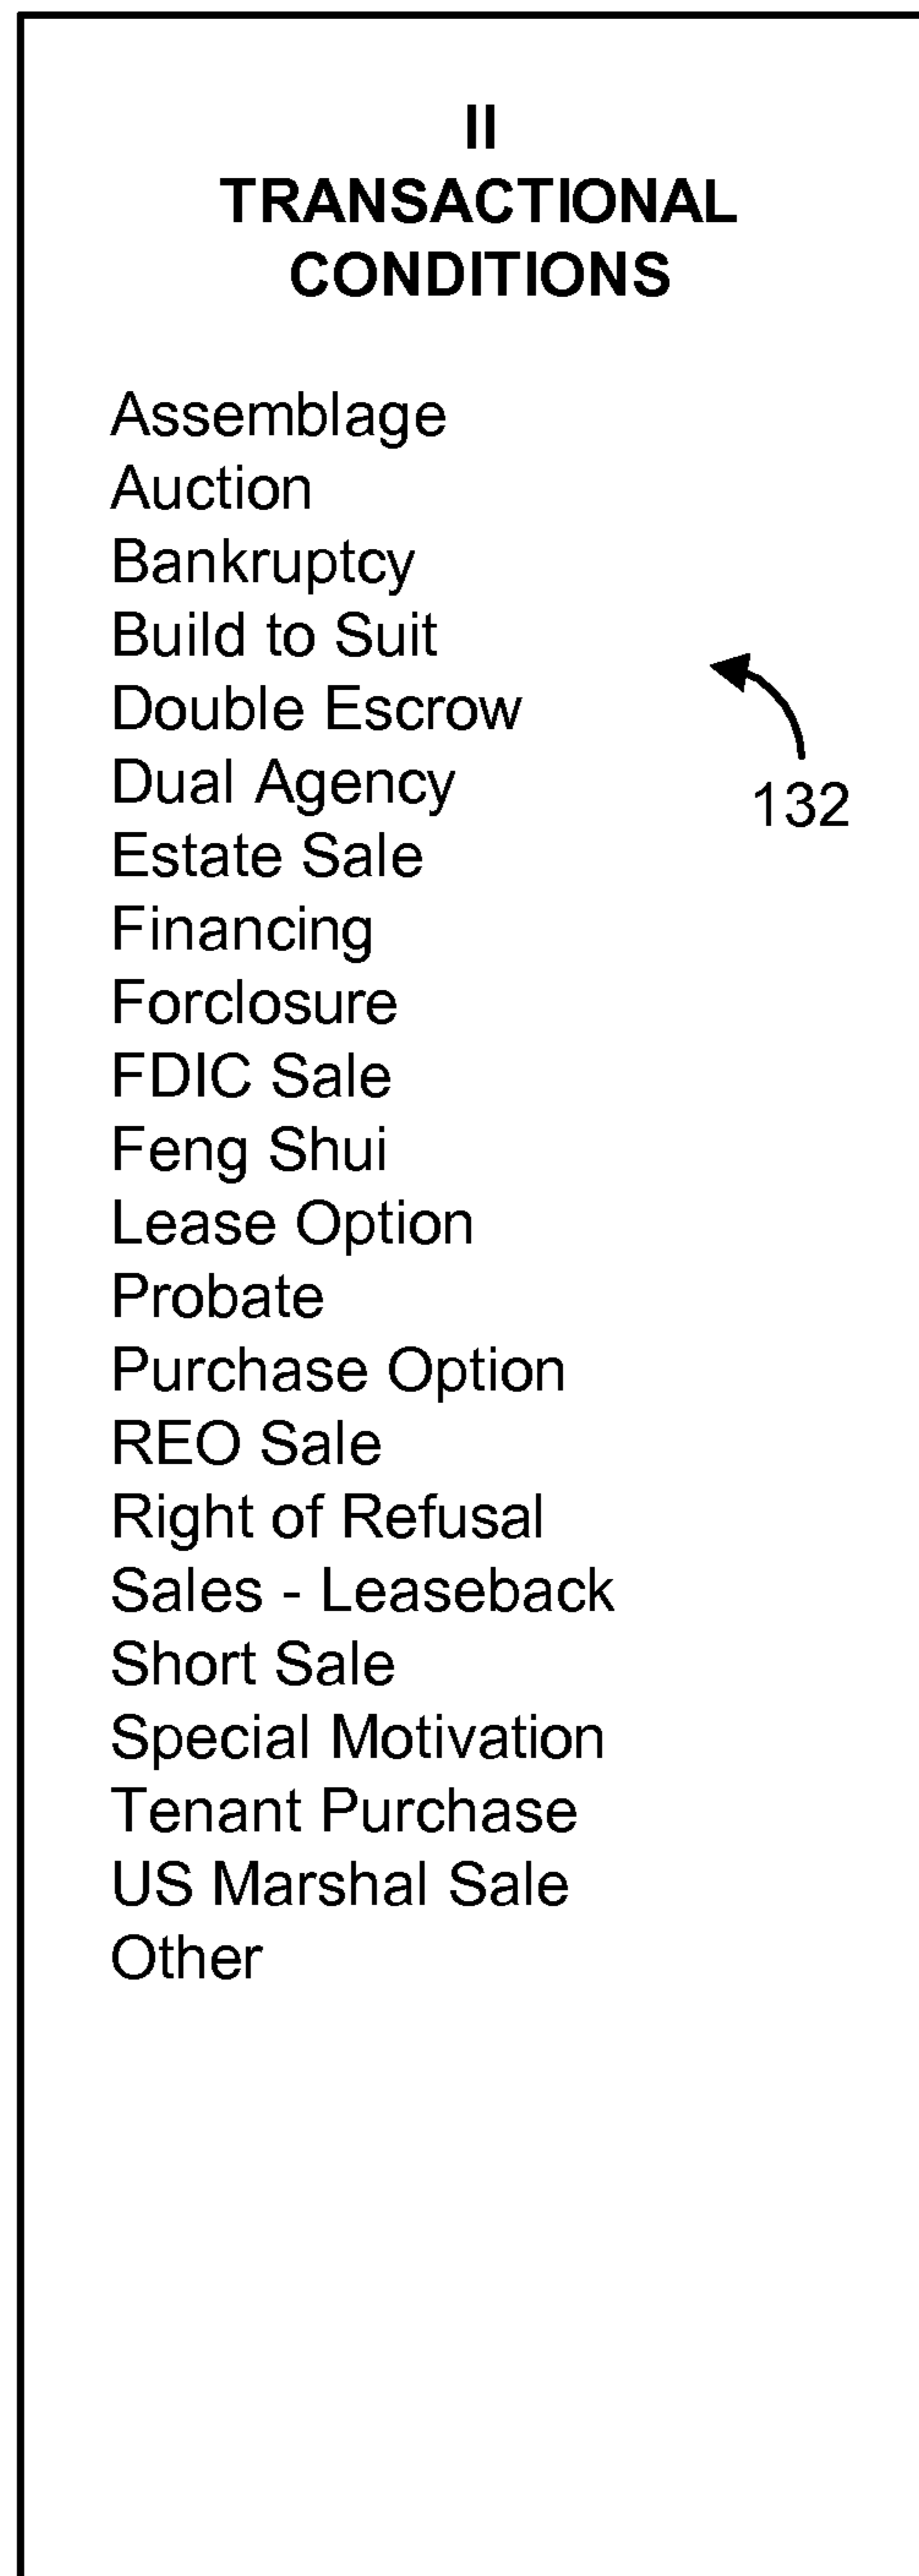 II
TRANSACTIONAL
CONDITIONS
Assemblage
Auction
Bankruptcy
Build to Suit
Double Escrow
Dual Agency
132
Estate Sale
Financing
Forclosure
FDIC Sale
Feng Shui
Lease Option
Probate
Purchase Option
REO Sale
Right of Refusal
Sales - Leaseback
Short Sale
Special Motivation
Tenant Purchase
US Marshal Sale
Other